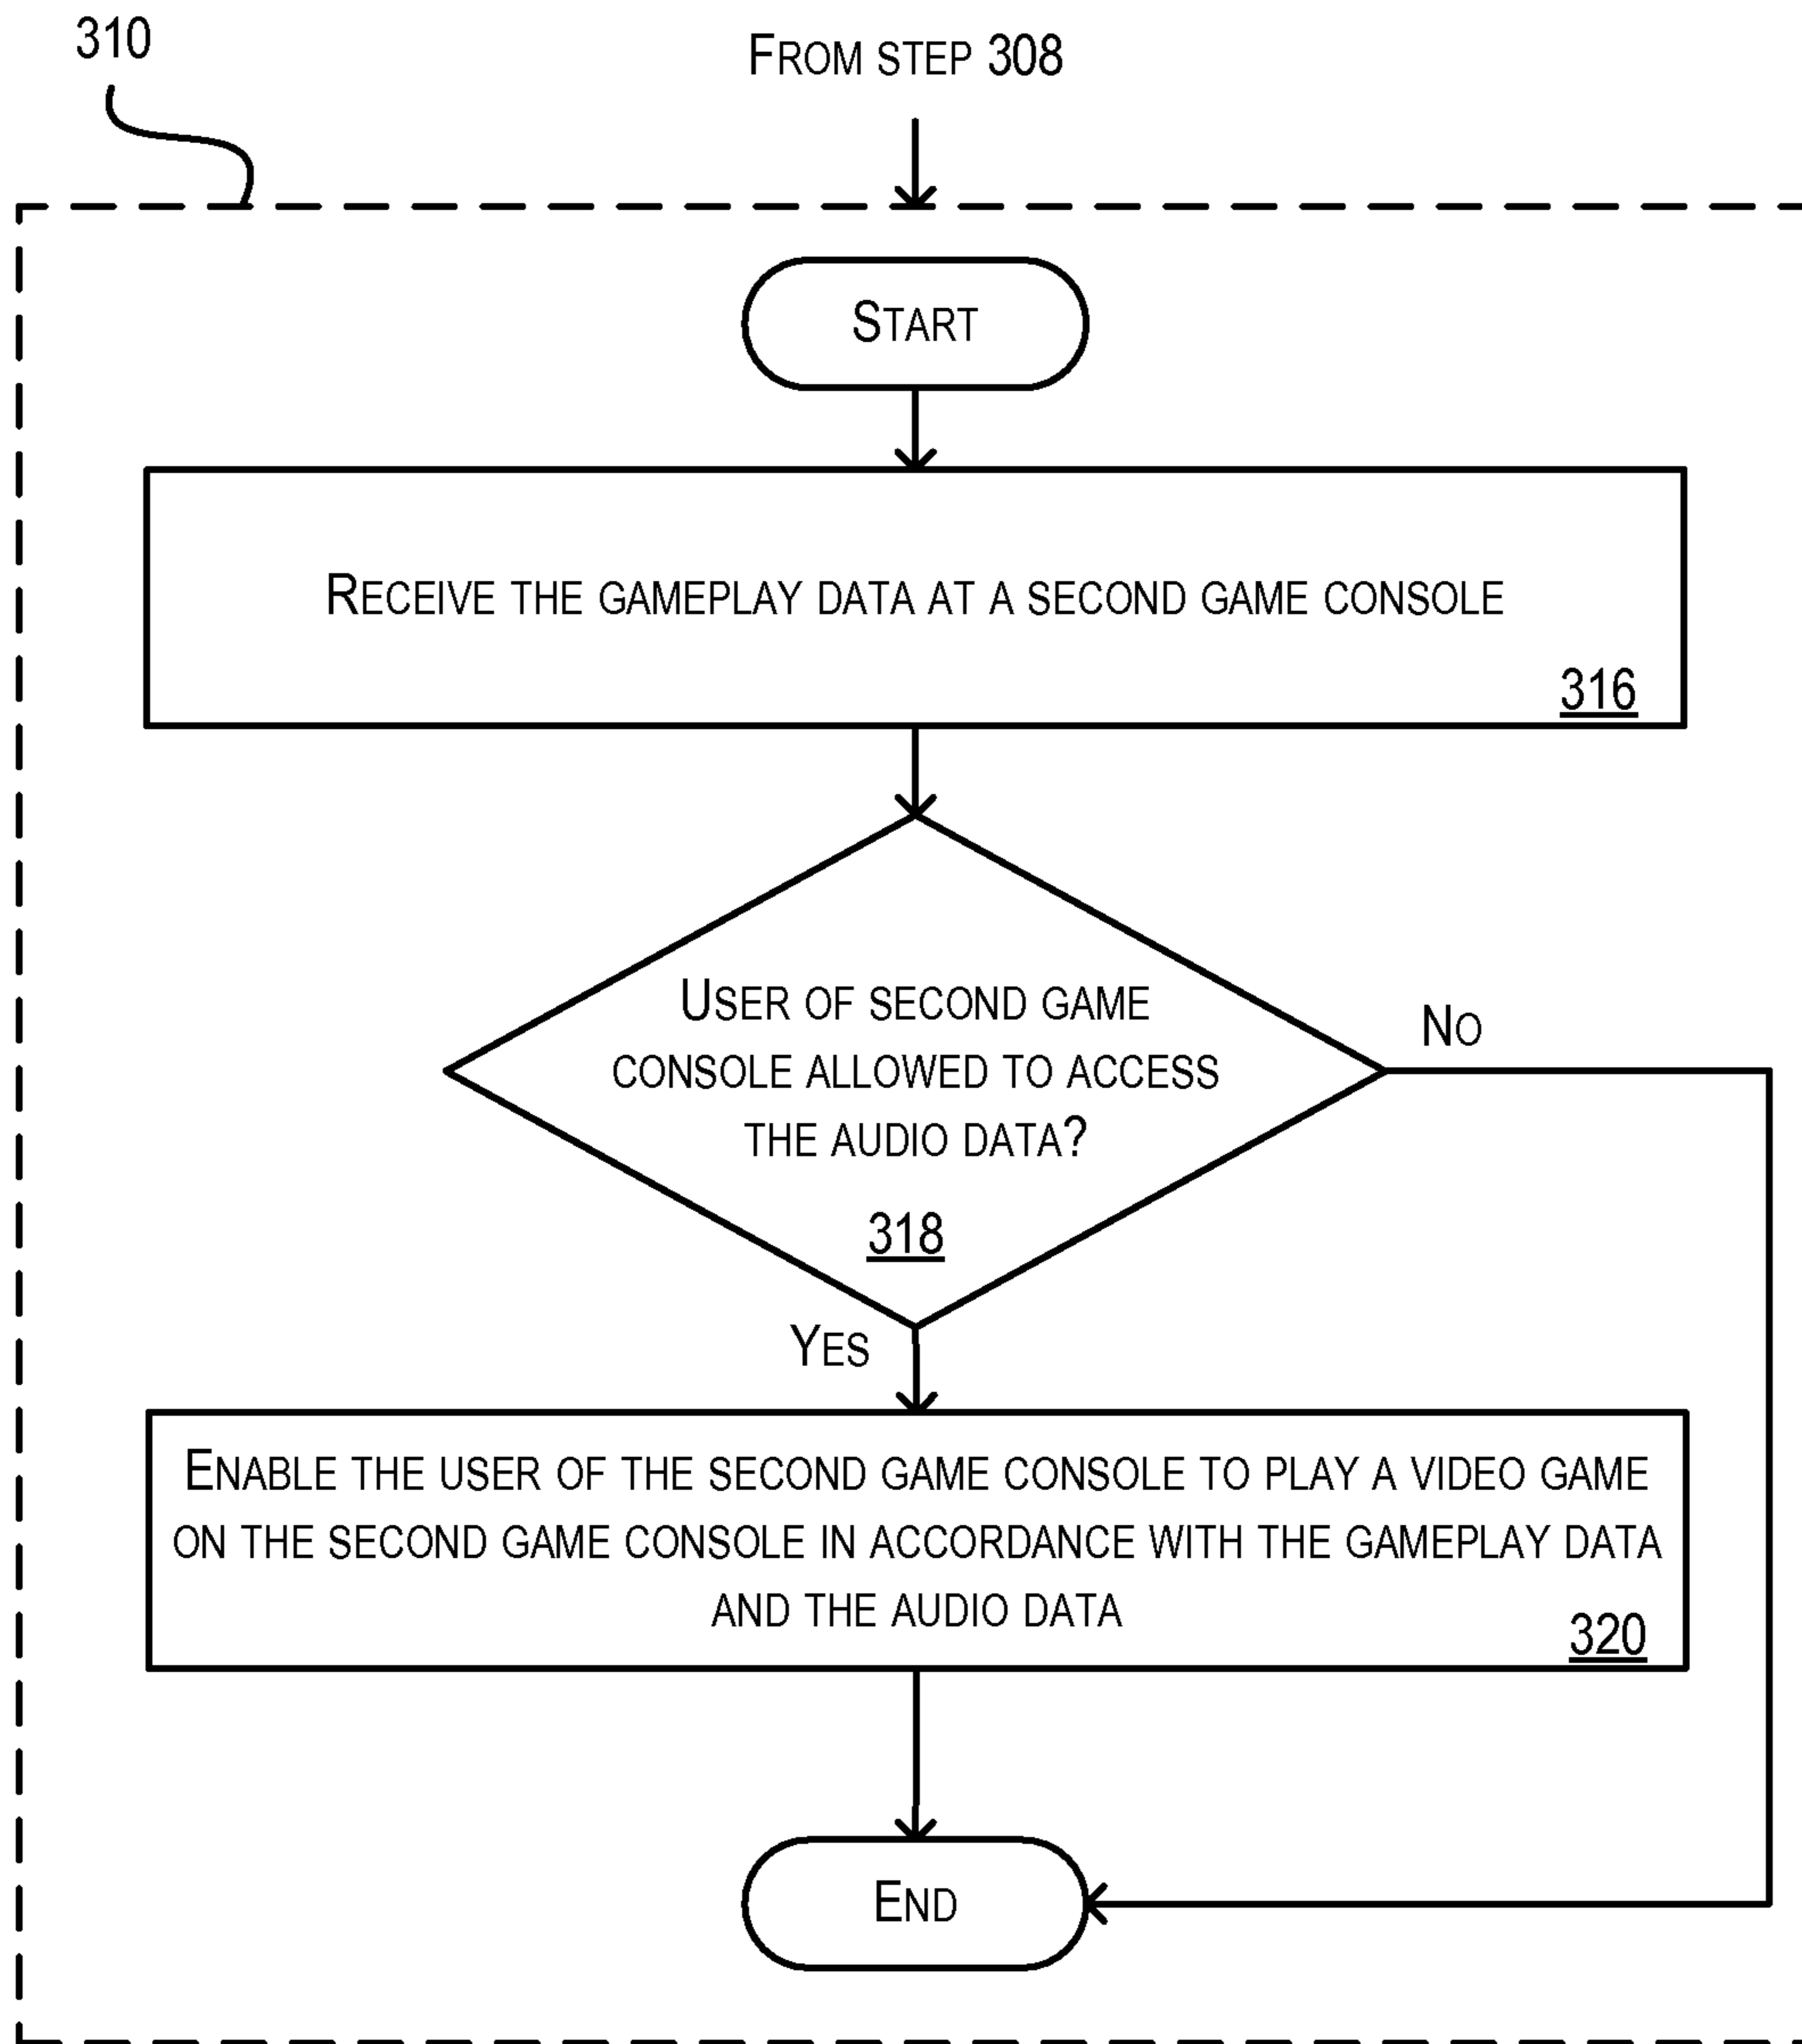 310
FROM STEP 308
START
RECEIVE THE GAMEPLAY DATA AT A SECOND GAME CONSOLE
316
USER OF SECOND GAME
CONSOLE ALLOWED TO ACCESS
THE AUDIO DATA?
318
NO
YES
ENABLE THE USER OF THE SECOND GAME CONSOLE TO PLAY A VIDEO GAME
ON THE SECOND GAME CONSOLE IN ACCORDANCE WITH THE GAMEPLAY DATA
AND THE AUDIO DATA
320
END